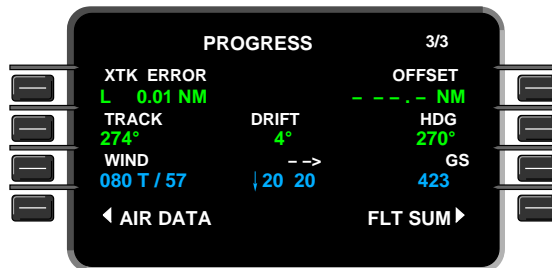 PROGRESS 3/3
XTK ERROR OFFSET
L 0.01 NM – – – . – NM
TRACK DRIFT HDG
274° 4° 270°
WIND – –> GS
080 T / 57 ↓20 20 423
AIR DATA FLT SUM